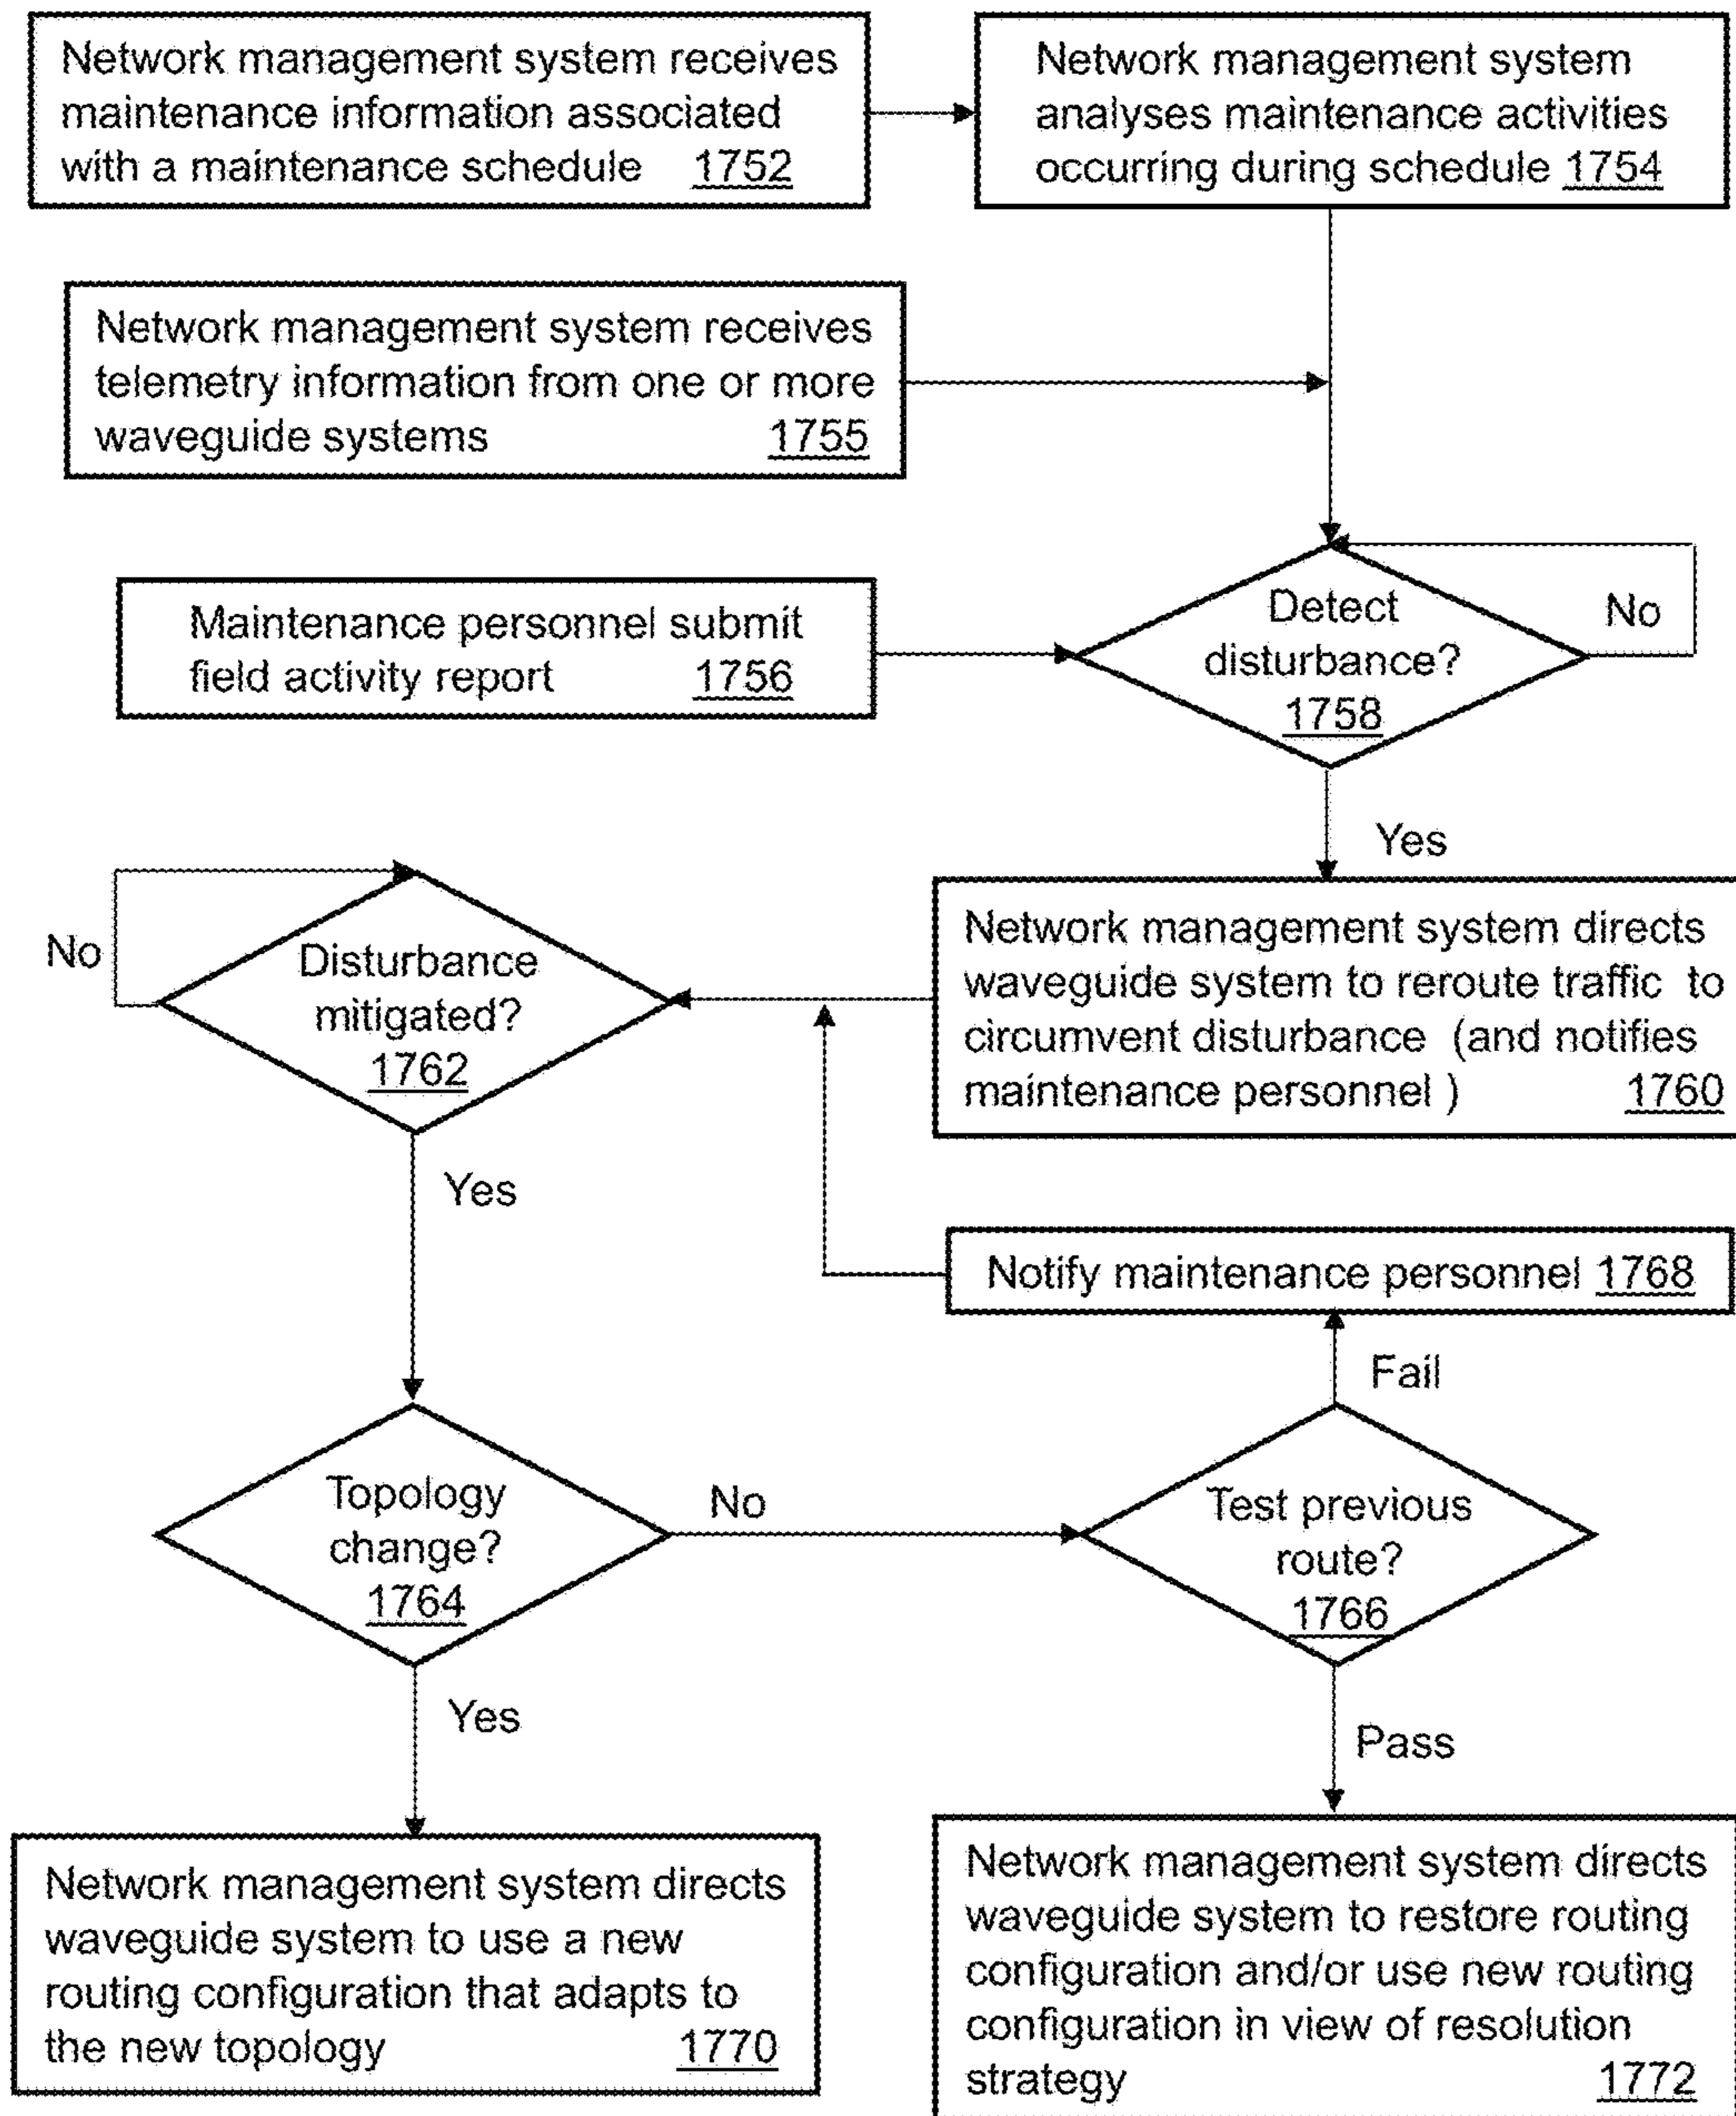 Network management system receives
maintenance information associated
with a maintenance schedule 1752
Network management system
analyses maintenance activities
occurring during schedule 1754
Network management system receives
telemetry information from one or more
waveguide systems 1755
Maintenance personnel submit
field activity report 1756
Detect
disturbance?
1758
No
Yes
Network management system directs
waveguide system to reroute traffic to
circumvent disturbance (and notifies
maintenance personnel ) 1760
No
Disturbance
mitigated?
1762
Yes
Notify maintenance personnel 1768
Fail
Topology
change?
1764
No
Test previous
route?
1766
Yes
Pass
Network management system directs
waveguide system to use a new
routing configuration that adapts to
the new topology 1770
Network management system directs
waveguide system to restore routing
configuration and/or use new routing
configuration in view of resolution
strategy 1772